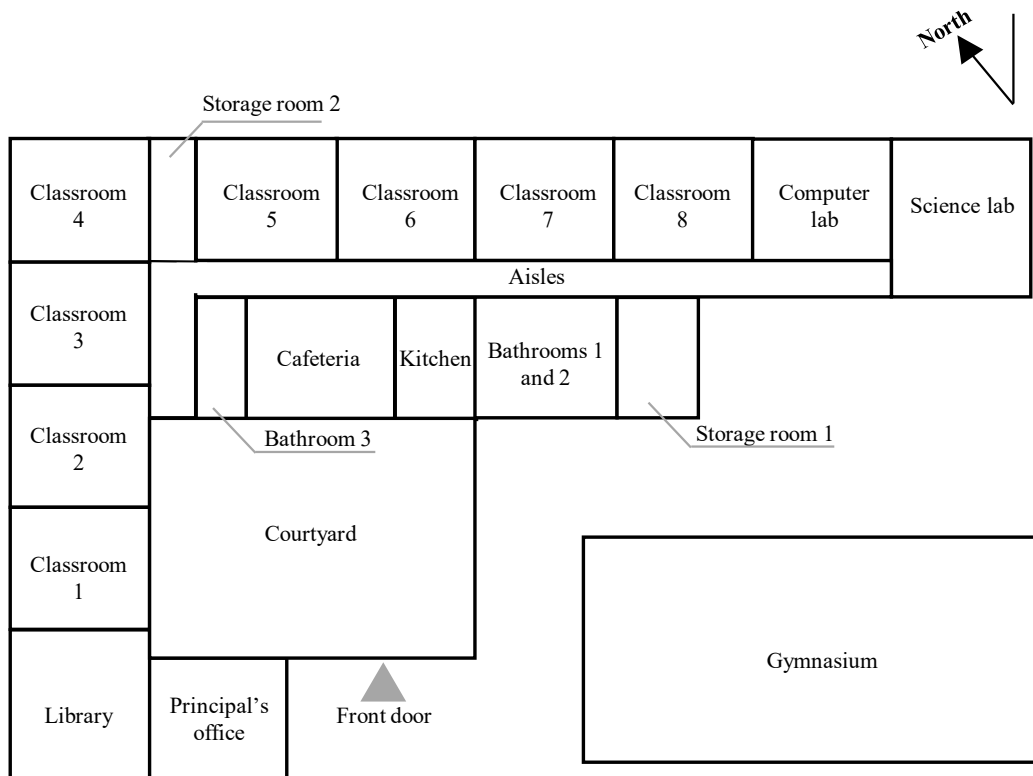 North
Storage room 2
Classroom
4
Classroom
5
Classroom
6
Classroom
7
Classroom
8
Computer
lab
Science lab
Aisles
Classroom
3
Cafeteria
Kitchen
Bathrooms 1
and 2
Storage room 1
Bathroom 3
Classroom
2
Courtyard
Classroom
1
Gymnasium
Library
Principal’s
office
Front door